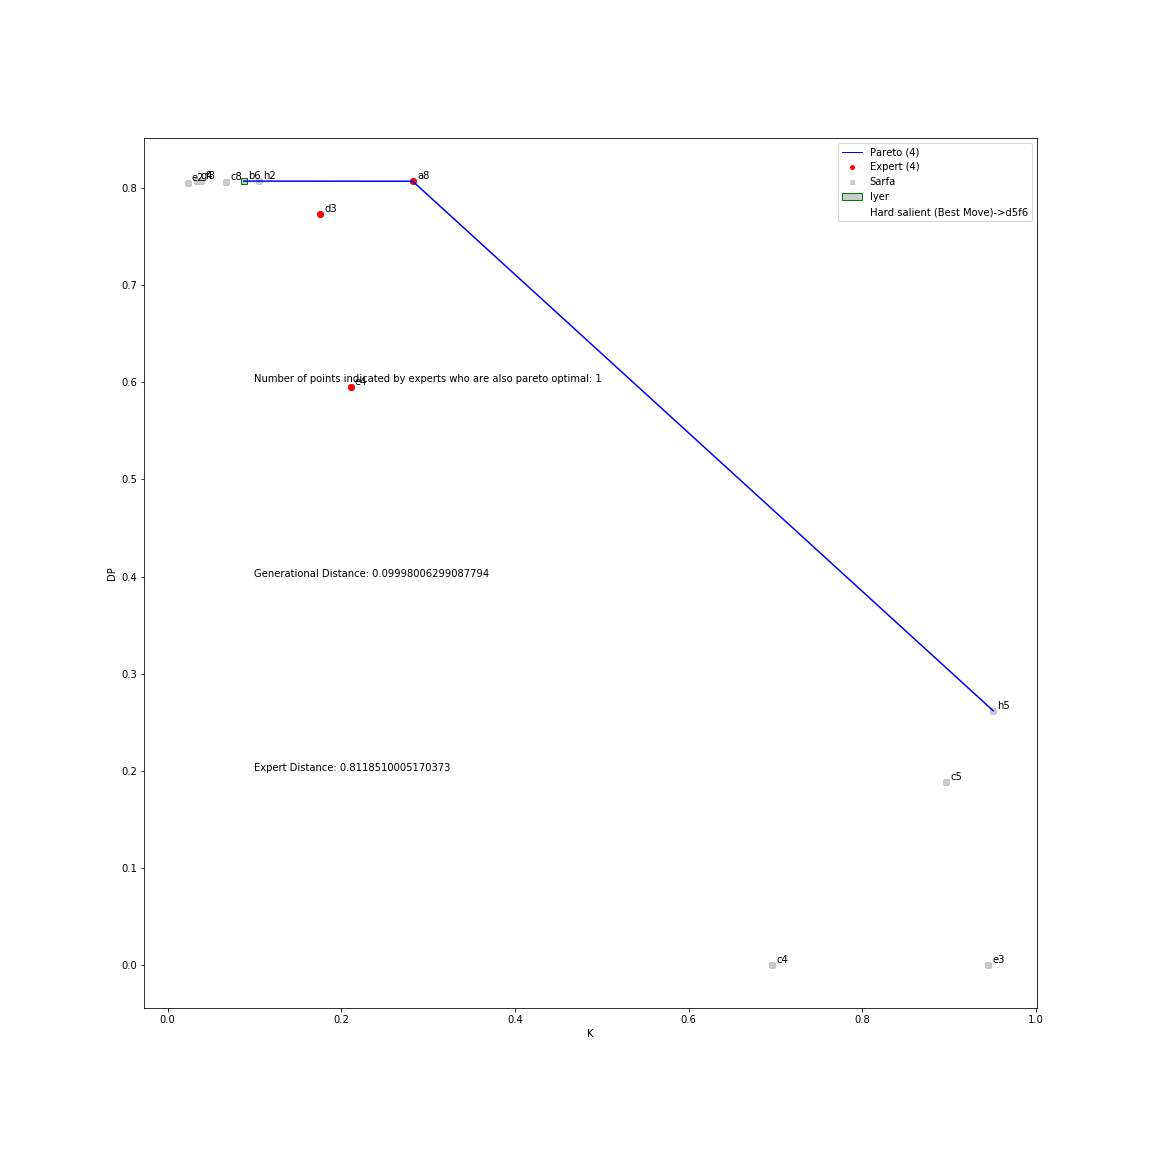 Pareto (4)
Expert (4)
Sarfa
Iyer
Hard salient (Best Move)->d5f6
0.8
0.7
0.6
0.5
0.4
0.3
0.2
0.1
0.0
DP
e2
c8
b6
h2
a8
d3
e4
Number of points indicated by experts who are also pareto optimal: 1
Generational Distance: 0.09998006299087794
Expert Distance: 0.8118510005170373
h5
c5
c4
e3
0.0
0.2
0.4
0.6
0.8
1.0
K